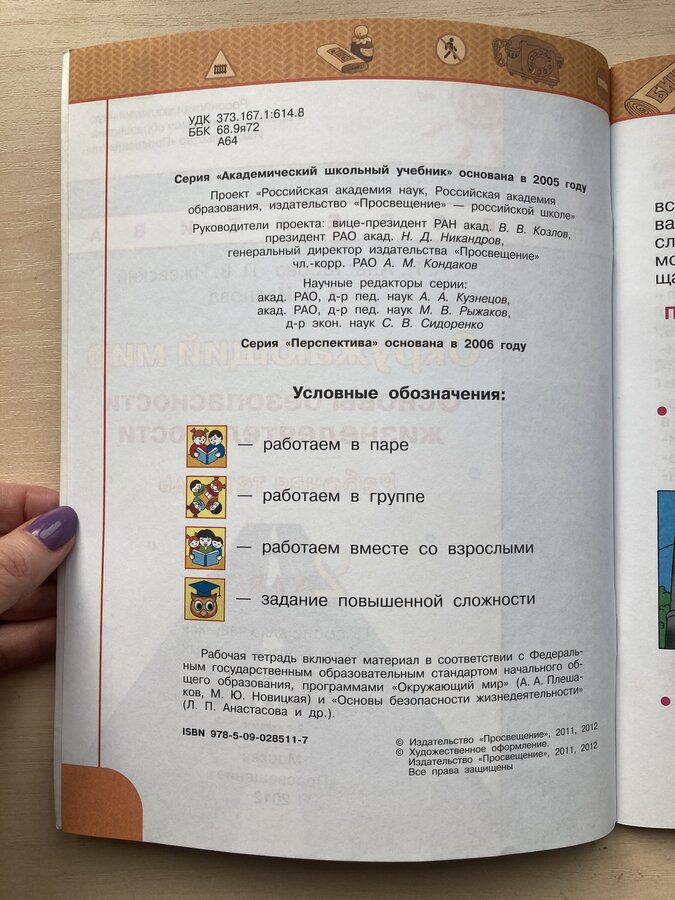 УДК 373.167.1:614.8
ББК 68.9я72
А64
Серия «Академический школьный учебник» основана в 2005 году
Проект «Российская академия наук, Российская академия
образования, издательство «Просвещение» — российской школе»
Руководители проекта: вице-президент РАН акад. В. В. Козлов,
президент РАО акад. Н. Д. Никандров,
генеральный директор издательства «Просвещение»
чл.-корр. РАО А. М. Кондаков
Научные редакторы серии:
акад. РАО, д-р пед. наук А. А. Кузнецов,
акад. РАО, д-р пед. наук М. В. Рыжаков,
д-р экон. наук С. В. Сидоренко
Серия «Перспектива» основана в 2006 году
Условные обозначения:
— работаем в паре
— работаем в группе
— работаем вместе со взрослыми
— задание повышенной сложности
Рабочая тетрадь включает материал в соответствии с Федераль-
ным государственным образовательным стандартом начального об-
щего образования, программами «Окружающий мир» (А. А. Плеша-
ков, М. Ю. Новицкая) и «Основы безопасности жизнедеятельности»
(Л. П. Анастасова и др.).
ISBN 978-5-09-028511-7
© Издательство «Просвещение», 2011, 2012
© Художественное оформление.
Издательство «Просвещение», 2011, 2012
Все права защищены
вс
ва
сл
мо
ща
П